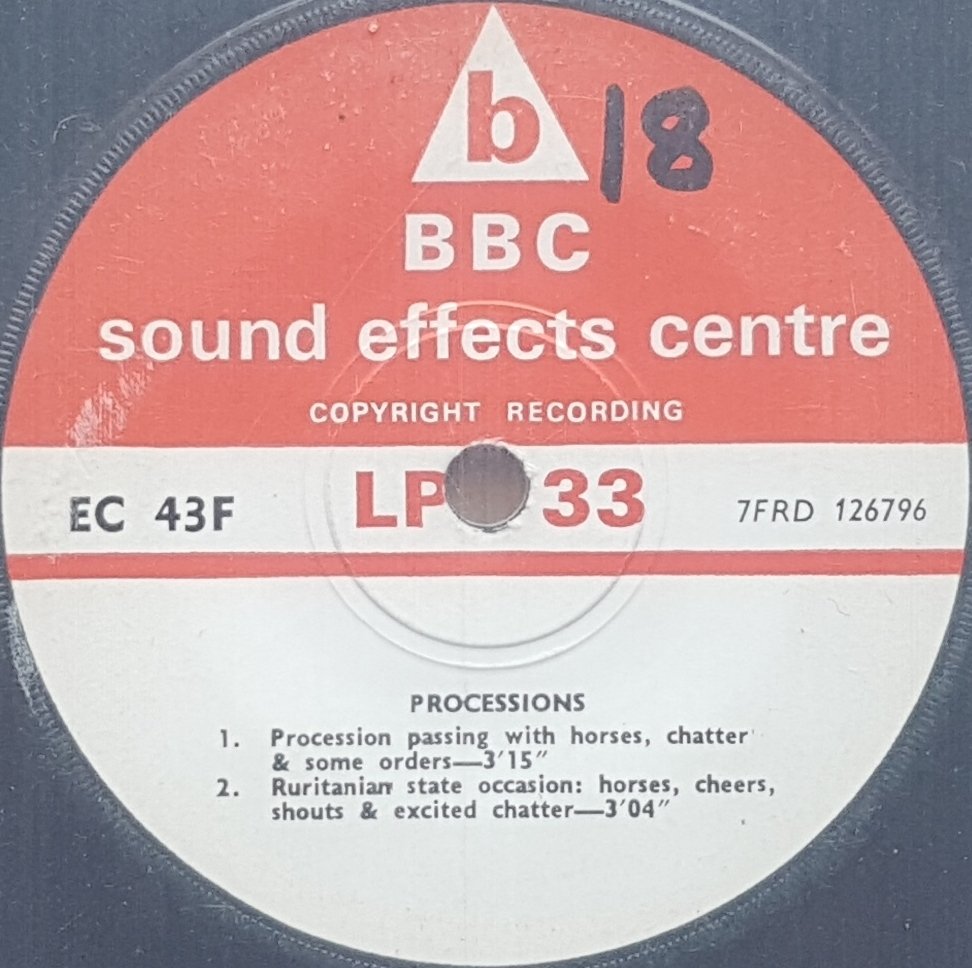 b 18
BBC
sound effects centre
COPYRIGHT RECORDING
EC 43F LP 33 7FRD 126796
PROCESSIONS
1. Procession passing with horses, chatter
& some orders—3′15″
2. Ruritanian state occasion: horses, cheers,
shouts & excited chatter—3′04″